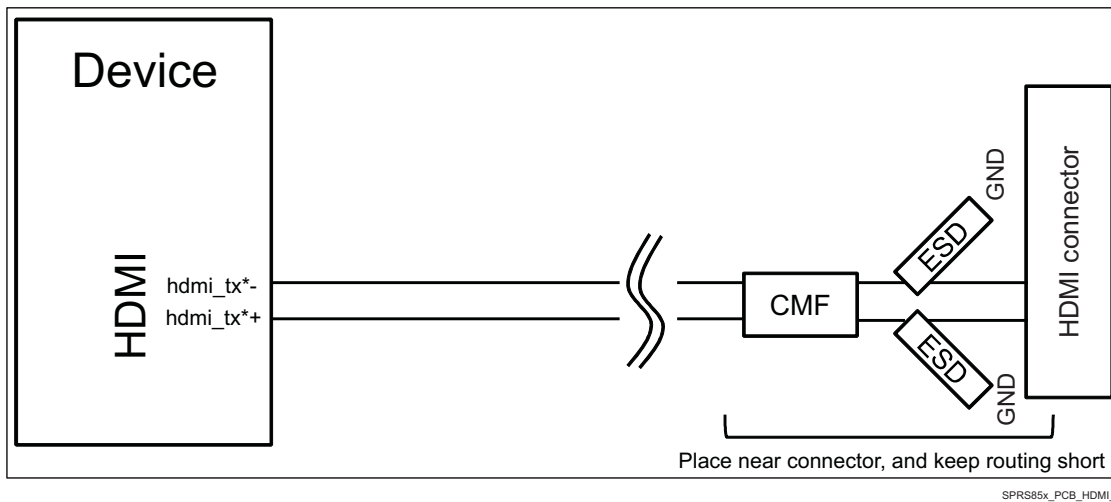 Device
HDMI
hdmi_tx*-
hdmi_tx*+
CMF
ESD
GND
ESD
GND
HDMI connector
Place near connector, and keep routing short
SPRS85x_PCB_HDMI_